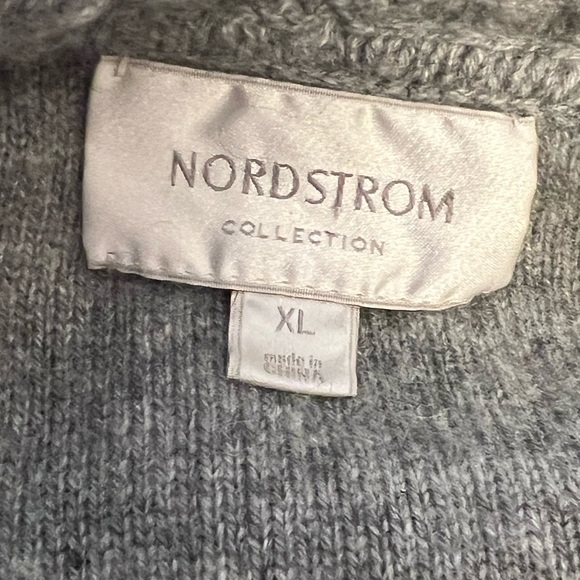 NORDSTROM
COLLECTION
XL
made in
CHINA